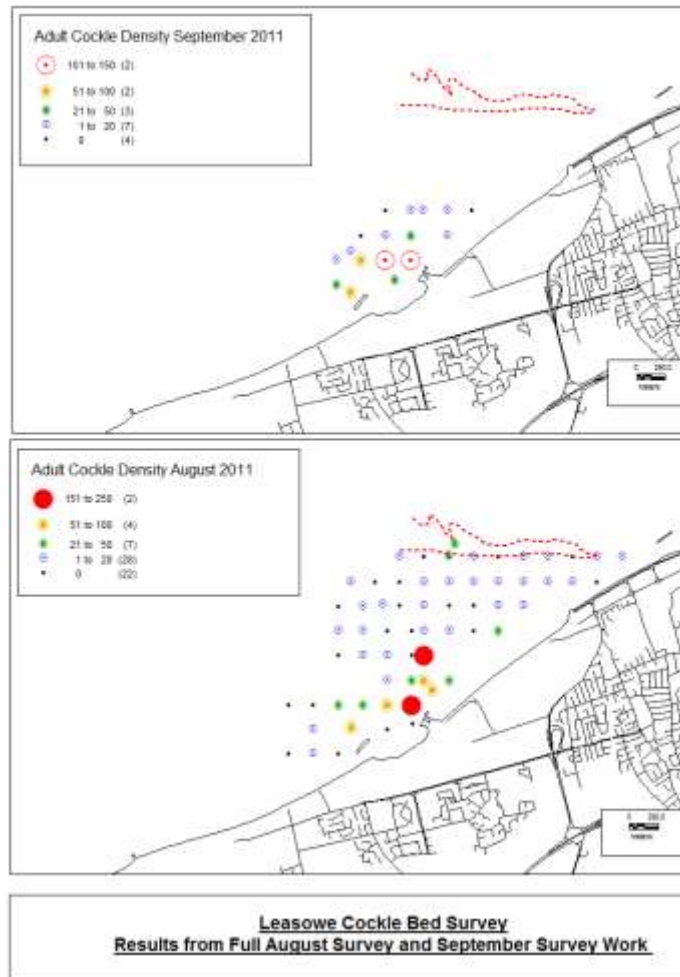 Adult Cockle Density September 2011
101 to 150 (2)
51 to 100 (2)
21 to 50 (3)
1 to 20 (7)
0 (4)
Adult Cockle Density August 2011
151 to 250 (2)
51 to 100 (4)
21 to 50 (7)
1 to 20 (28)
0 (22)
Leasowe Cockle Bed Survey
Results from Full August Survey and September Survey Work